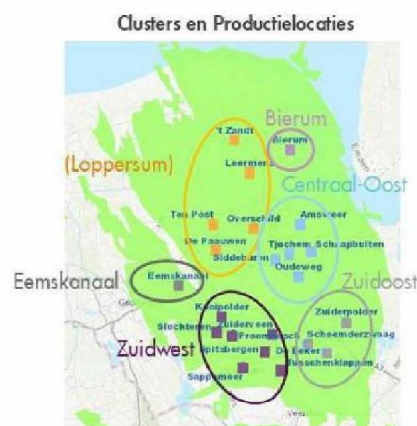 Clusters en Productielocaties
Bierum
't Zandt
Bierum
(Loppersum)
Leermens
Centraal-Oost
Ten Post
Overschild
Amsweer
De Paauwen
Tjuchem
Schaapbulten
Siddeburen
Eemskanaal
Eemskanaal
Oudeweg
Zuidoost
Kooipolder
Zuiderpolder
Slochteren
Zuiderveen
Froombosch
Scheemderzwaag
Zuidwest
Spitsbergen
De Eeker
Tusschenklappen
Sappemeer